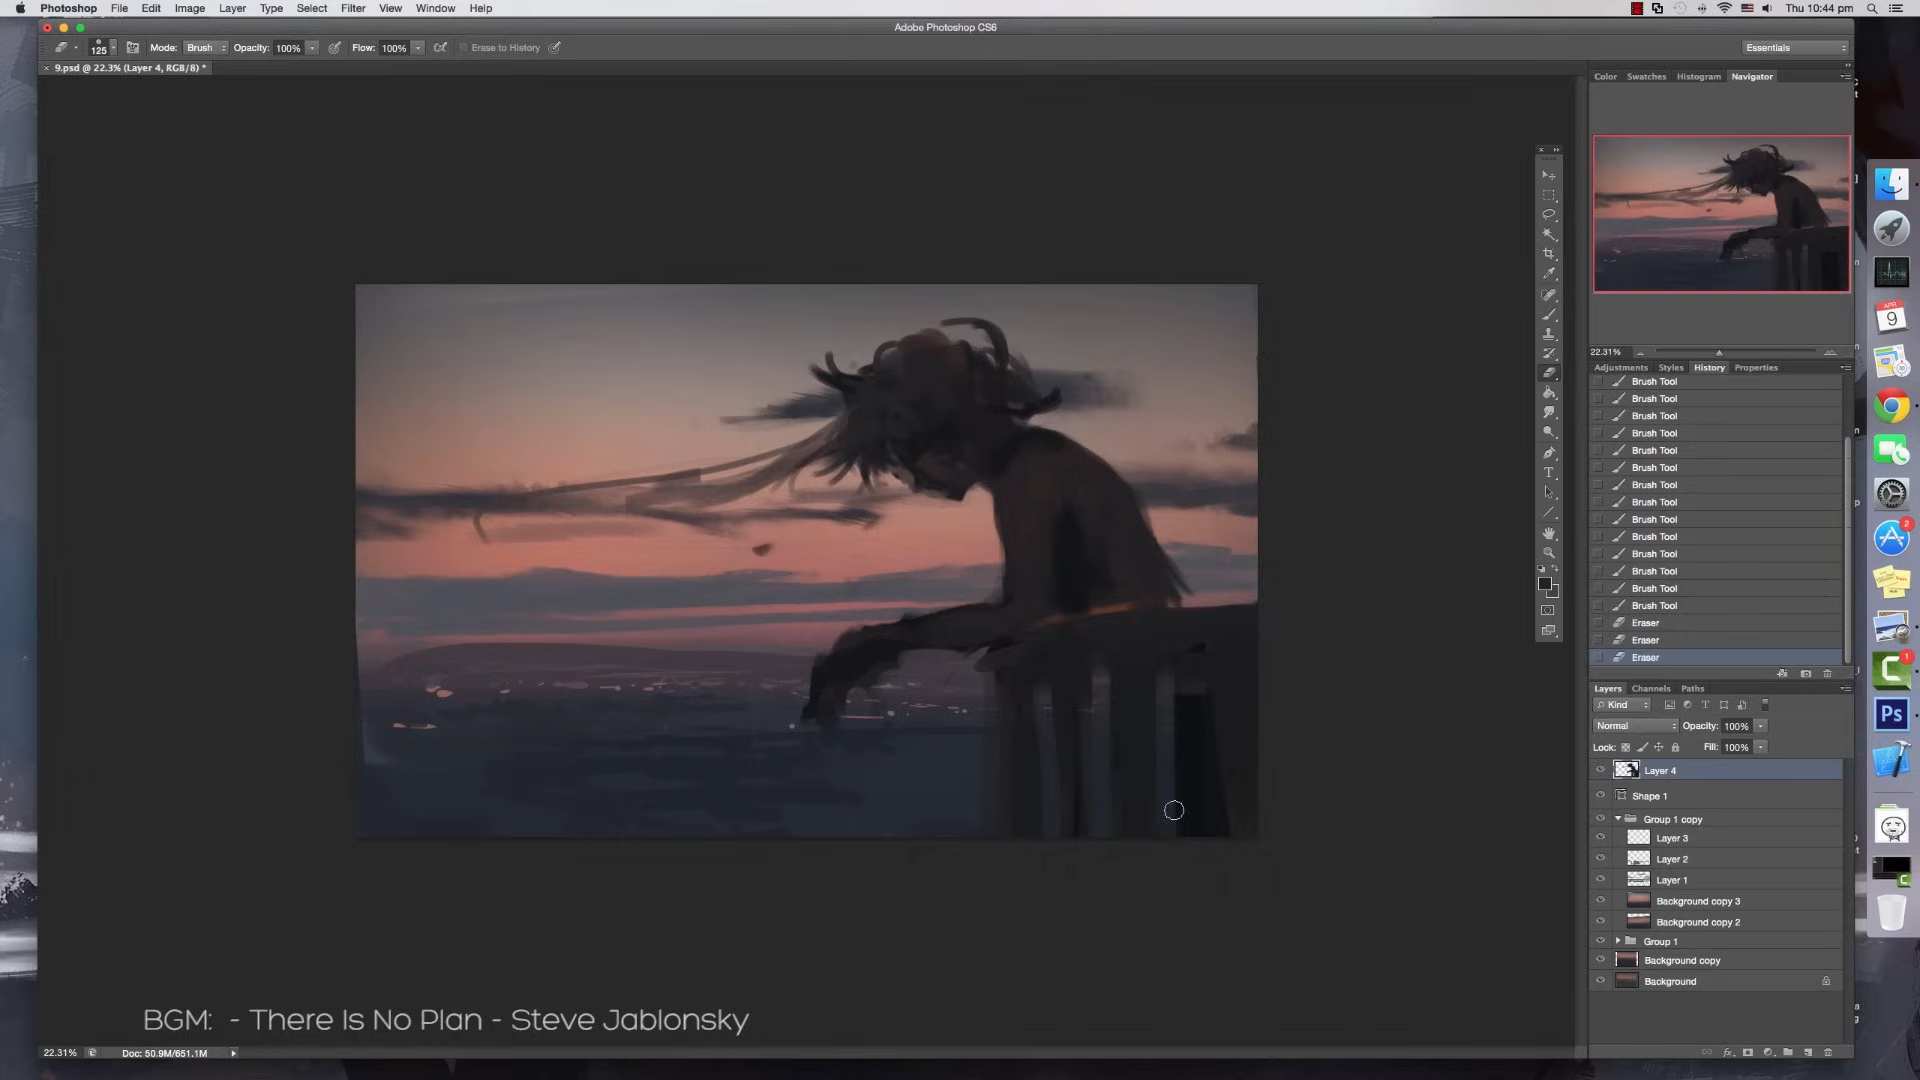 Photoshop File Edit Image Layer Type Select Filter View Window Help Thu 10:44 pm
Adobe Photoshop CS6
125 Mode: Brush Opacity: 100% Flow: 100% Erase to History Essentials
9.psd @ 22.3% (Layer 4, RGB/8) *
Color Swatches Histogram Navigator
22.31%
Adjustments Styles History Properties
Brush Tool
Brush Tool
Brush Tool
Brush Tool
Brush Tool
Brush Tool
Brush Tool
Brush Tool
Brush Tool
Brush Tool
Brush Tool
Brush Tool
Brush Tool
Brush Tool
Eraser
Eraser
Eraser
Layers Channels Paths
Kind
Normal Opacity: 100%
Lock: Fill: 100%
Layer 4
Shape 1
Group 1 copy
Layer 3
Layer 2
Layer 1
Background copy 3
Background copy 2
Group 1
Background copy
Background
APR
9
2
1
Ps
BGM: - There Is No Plan - Steve Jablonsky
22.31% Doc: 50.9M/651.1M